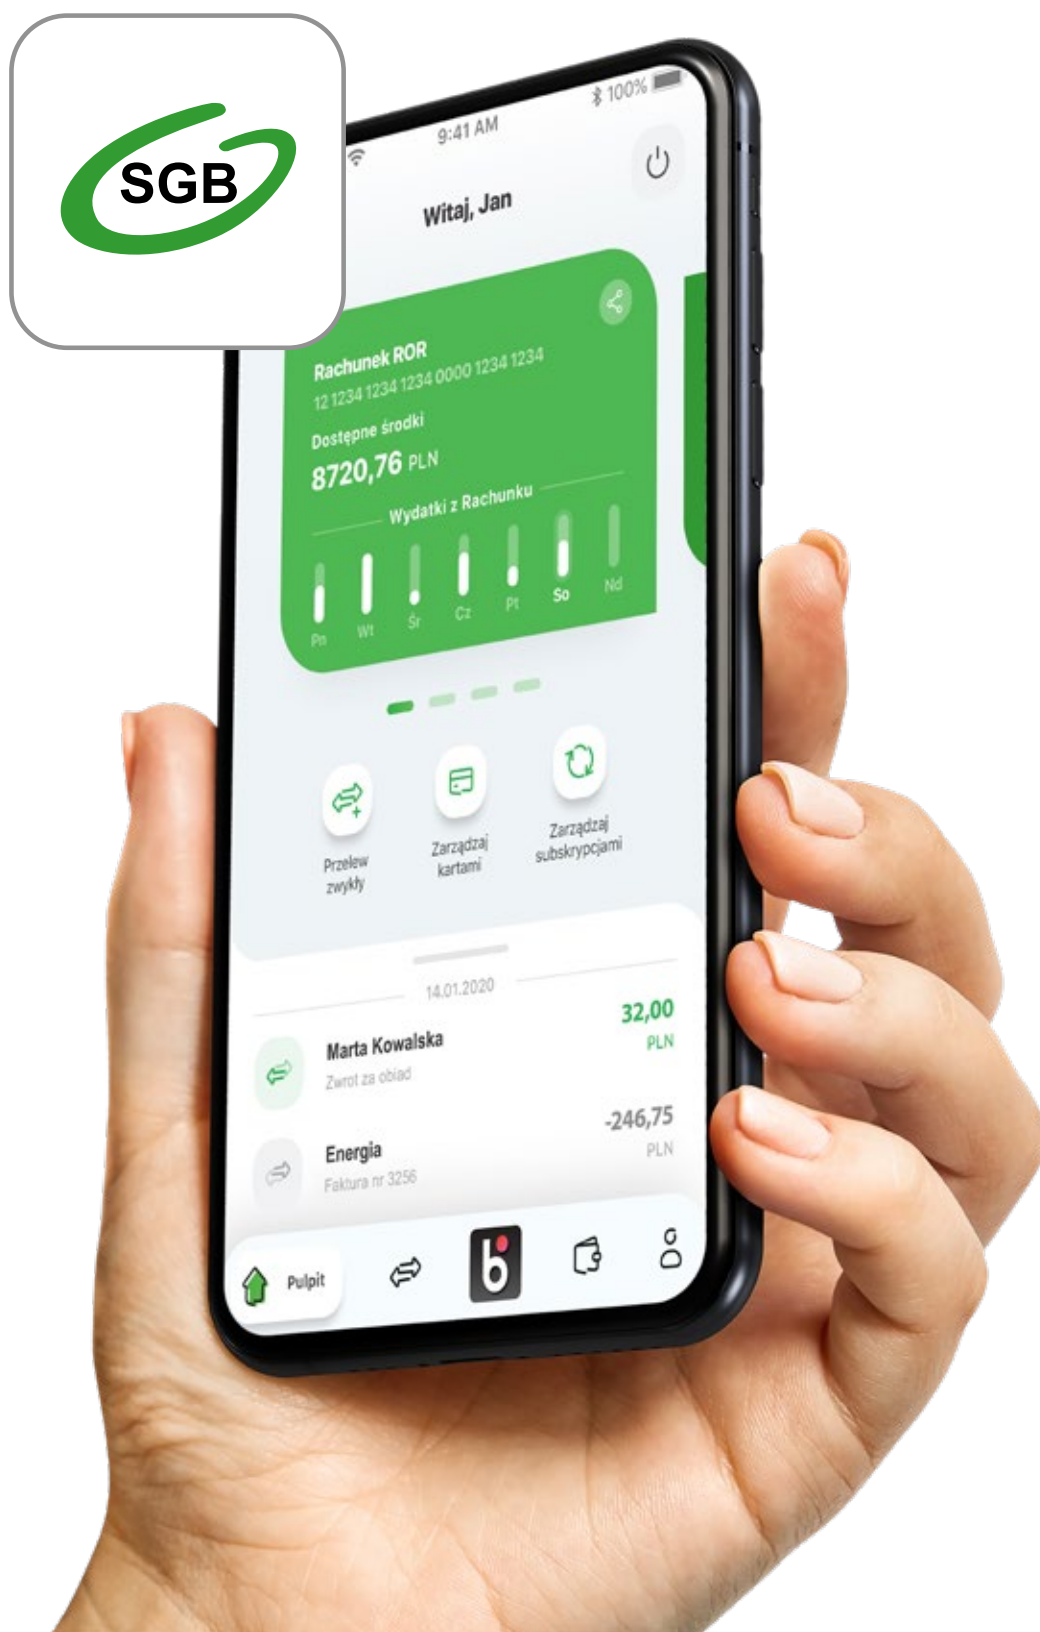 SGB
9:41 AM
100%
Witaj, Jan
Rachunek ROR
12 1234 1234 1234 0000 1234 1234
Dostępne środki
8720,76 PLN
Wydatki z Rachunku
Pn Wt Śr Cz Pt So Nd
Przelew
zwykły
Zarządzaj
kartami
Zarządzaj
subskrypcjami
14.01.2020
Marta Kowalska
32,00
Zwrot za obiad
PLN
Energia
-246,75
Faktura nr 3256
PLN
Pulpit
b